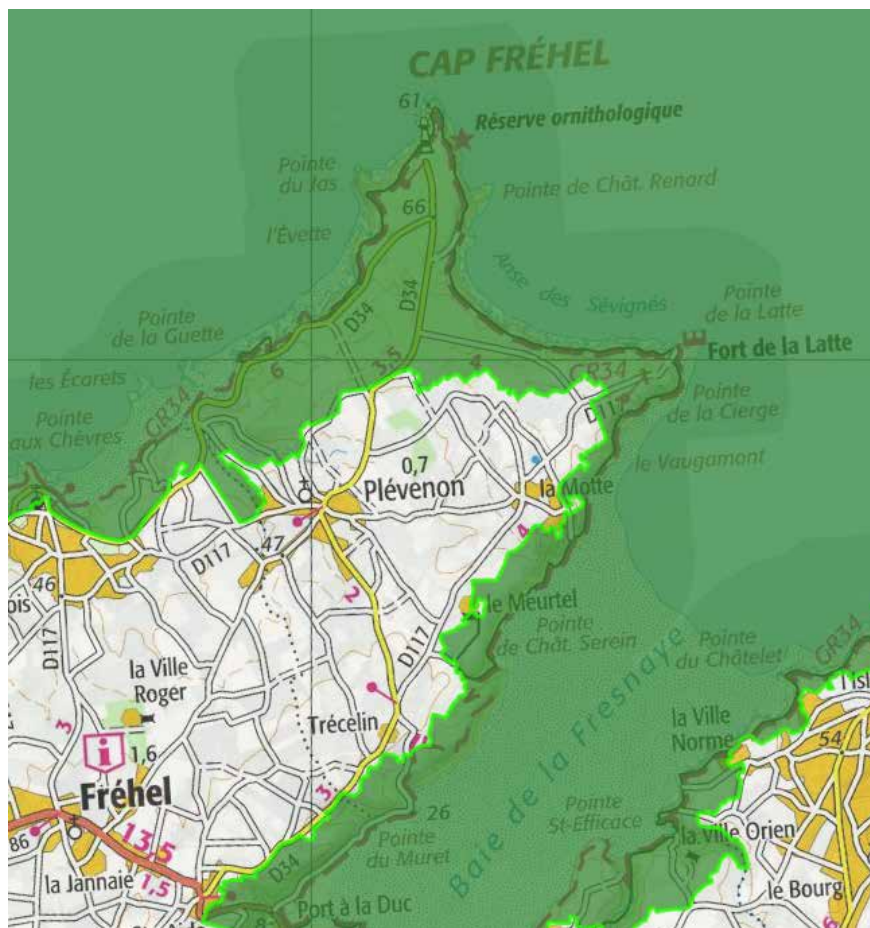 CAP FRÉHEL
61
Réserve ornithologique
Pointe
du Jas
Pointe de Chât. Renard
66
l'Évette
Anse des Sévignés
Pointe
de la Guette
D34
D34
Pointe
de la Latte
Fort de la Latte
6
3,5
4
GR34
les Écarets
GR34
D117
Pointe
de la Cierge
Pointe
aux Chèvres
le Vaugamont
0,7
Plévenon
la Motte
4
D117
47
46
ois
2
le Meurtel
Pointe
de Chât. Serein
D117
D117
Pointe
du Châtelet
GR34
la Ville
Roger
l'Isl
3
la Ville
Norme
Trécelin
54
1,6
Fréhel
3
26
Baie de la Fresnaye
Pointe
St-Efficace
86
13,5
la Ville Orien
Pointe
du Muret
la Jannaie
1,5
D34
le Bourg
Port à la Duc
8
6